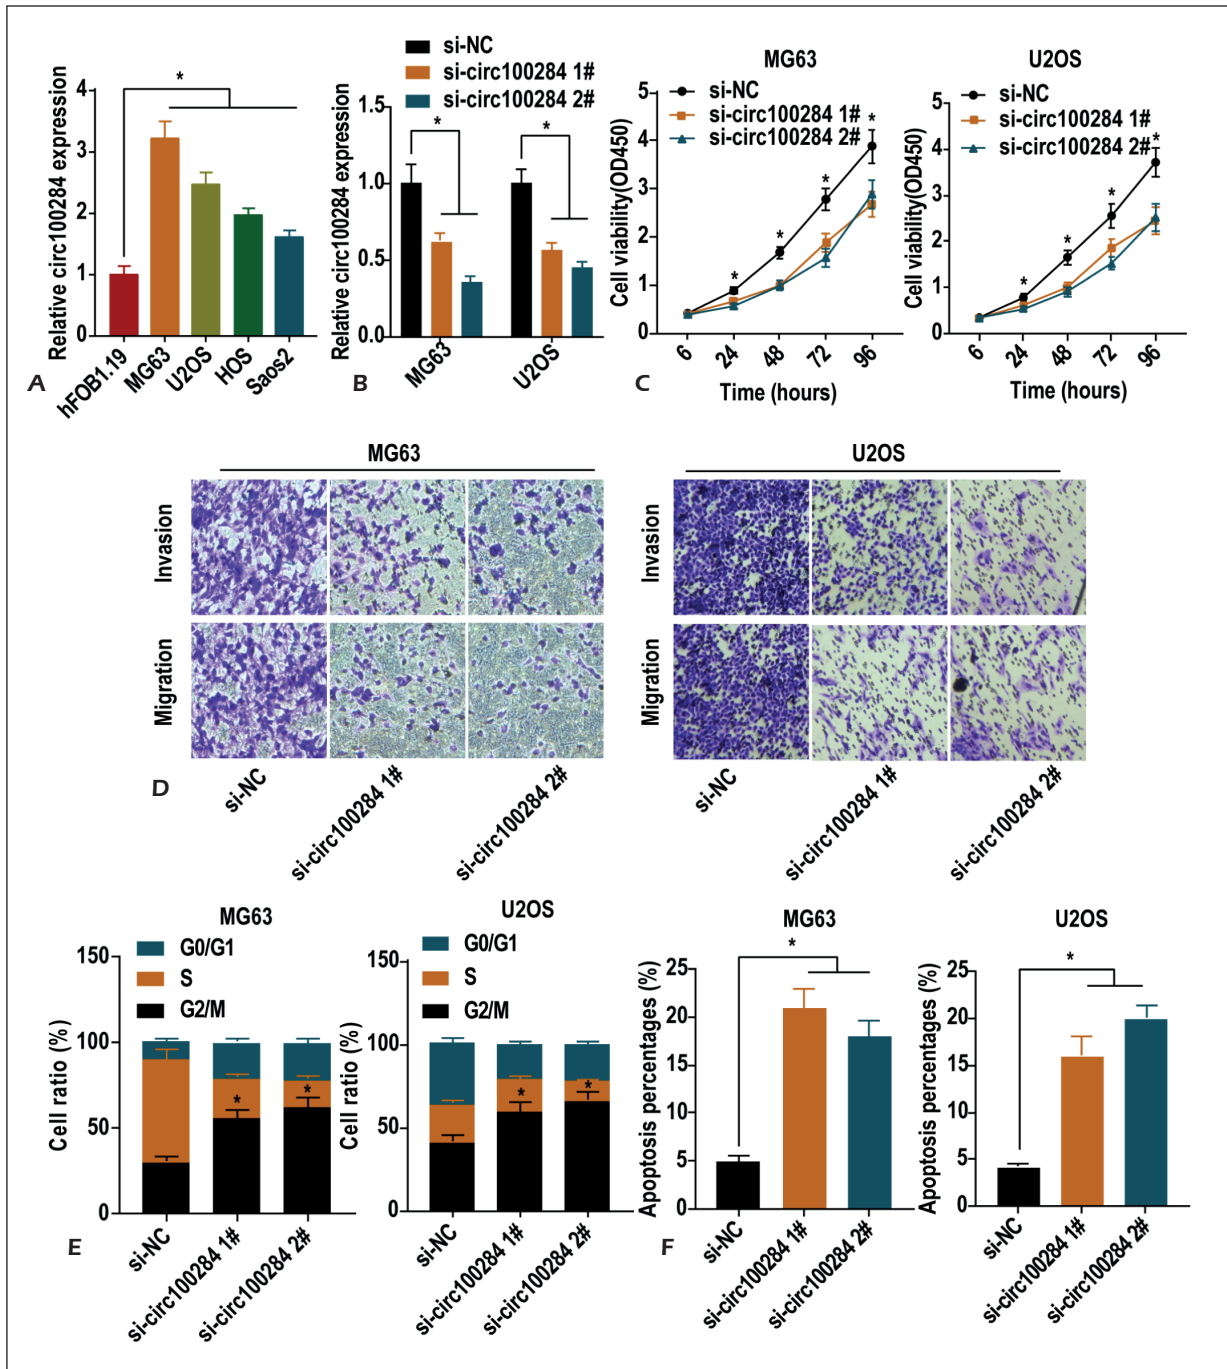 Relative circ100284 expression
4
3
2
1
0
*
hFOB1.19
MG63
U2OS
HOS
Saos2
A
si-NC
si-circ100284 1#
si-circ100284 2#
Relative circ100284 expression
1.5
1.0
0.5
0.0
*
*
MG63
U2OS
B
MG63
si-NC
si-circ100284 1#
si-circ100284 2#
Cell viability(OD450)
5
4
3
2
1
0
*
*
*
*
6
24
48
72
96
Time (hours)
C
U2OS
si-NC
si-circ100284 1#
si-circ100284 2#
Cell viability(OD450)
5
4
3
2
1
0
*
*
*
*
6
24
48
72
96
Time (hours)
MG63
Invasion
Migration
si-NC
si-circ100284 1#
si-circ100284 2#
D
U2OS
Invasion
Migration
si-NC
si-circ100284 1#
si-circ100284 2#
MG63
G0/G1
S
G2/M
Cell ratio (%)
150
100
50
0
*
*
si-NC
si-circ100284 1#
si-circ100284 2#
E
U2OS
G0/G1
S
G2/M
Cell ratio (%)
150
100
50
0
*
*
si-NC
si-circ100284 1#
si-circ100284 2#
MG63
Apoptosis percentages (%)
25
20
15
10
5
0
*
si-NC
si-circ100284 1#
si-circ100284 2#
F
U2OS
Apoptosis percentages (%)
25
20
15
10
5
0
*
si-NC
si-circ100284 1#
si-circ100284 2#